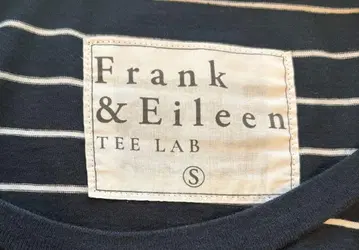 Frank
& Eileen
TEE LAB
S